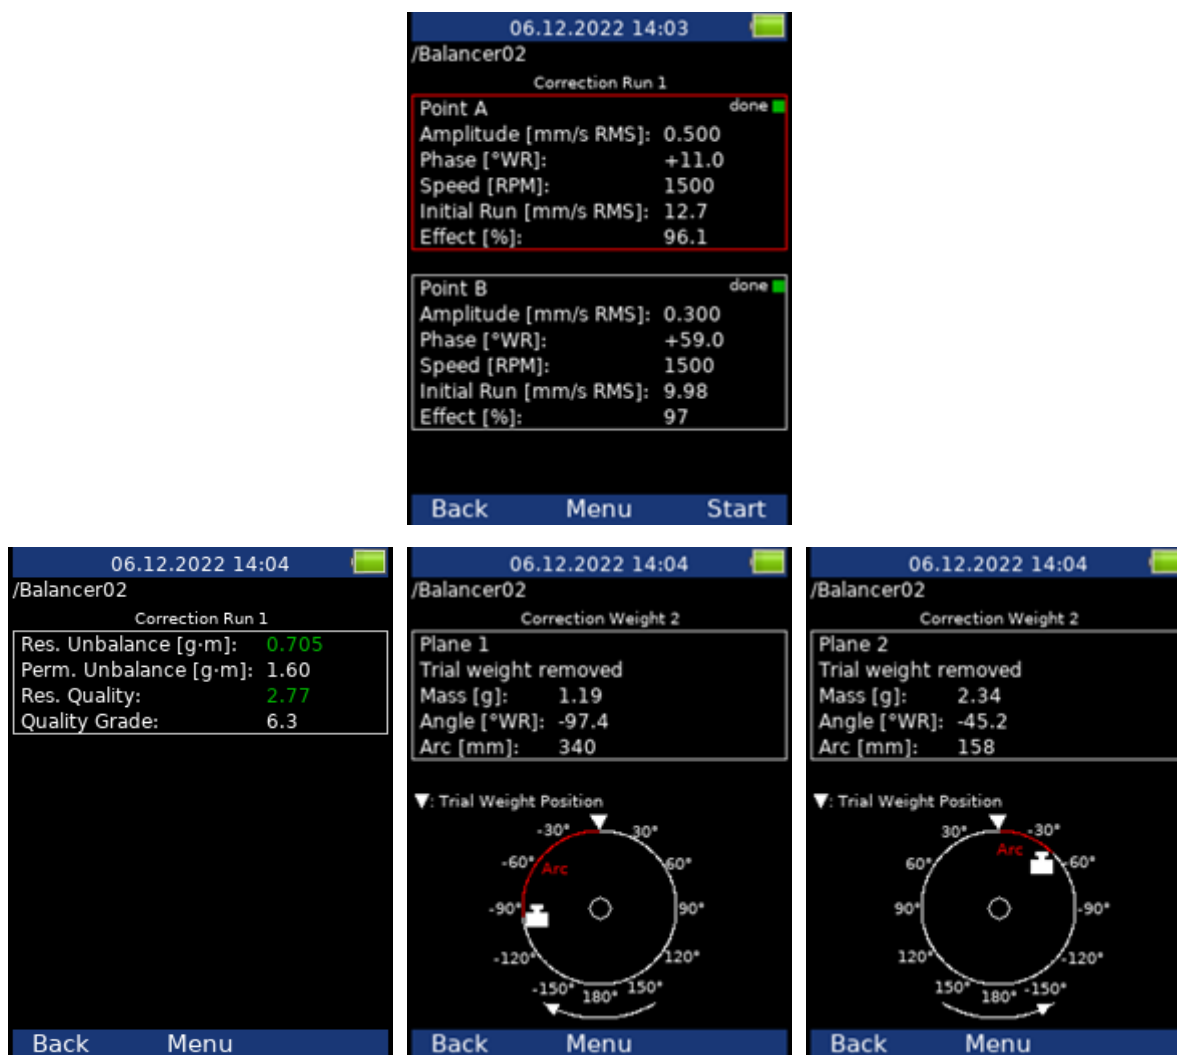 06.12.2022 14:03
/Balancer02
Correction Run 1
Point A done
Amplitude [mm/s RMS]: 0.500
Phase [°WR]: +11.0
Speed [RPM]: 1500
Initial Run [mm/s RMS]: 12.7
Effect [%]: 96.1
Point B done
Amplitude [mm/s RMS]: 0.300
Phase [°WR]: +59.0
Speed [RPM]: 1500
Initial Run [mm/s RMS]: 9.98
Effect [%]: 97
Back Menu Start
06.12.2022 14:04
/Balancer02
Correction Run 1
Res. Unbalance [g·m]: 0.705
Perm. Unbalance [g·m]: 1.60
Res. Quality: 2.77
Quality Grade: 6.3
Back Menu
06.12.2022 14:04
/Balancer02
Correction Weight 2
Plane 1
Trial weight removed
Mass [g]: 1.19
Angle [°WR]: -97.4
Arc [mm]: 340
▼: Trial Weight Position
-30° 30°
-60° Arc 60°
-90° 90°
-120° 120°
-150° 180° 150°
Back Menu
06.12.2022 14:04
/Balancer02
Correction Weight 2
Plane 2
Trial weight removed
Mass [g]: 2.34
Angle [°WR]: -45.2
Arc [mm]: 158
▼: Trial Weight Position
30° -30°
60° Arc -60°
90° -90°
120° -120°
150° 180° -150°
Back Menu